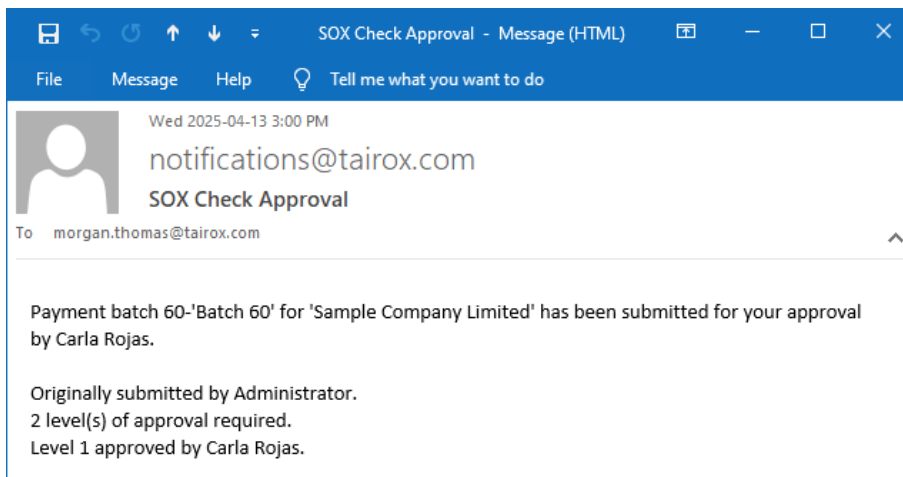 SOX Check Approval - Message (HTML)
File Message Help Tell me what you want to do
Wed 2025-04-13 3:00 PM
notifications@tairox.com
SOX Check Approval
To morgan.thomas@tairox.com
Payment batch 60-'Batch 60' for 'Sample Company Limited' has been submitted for your approval
by Carla Rojas.
Originally submitted by Administrator.
2 level(s) of approval required.
Level 1 approved by Carla Rojas.